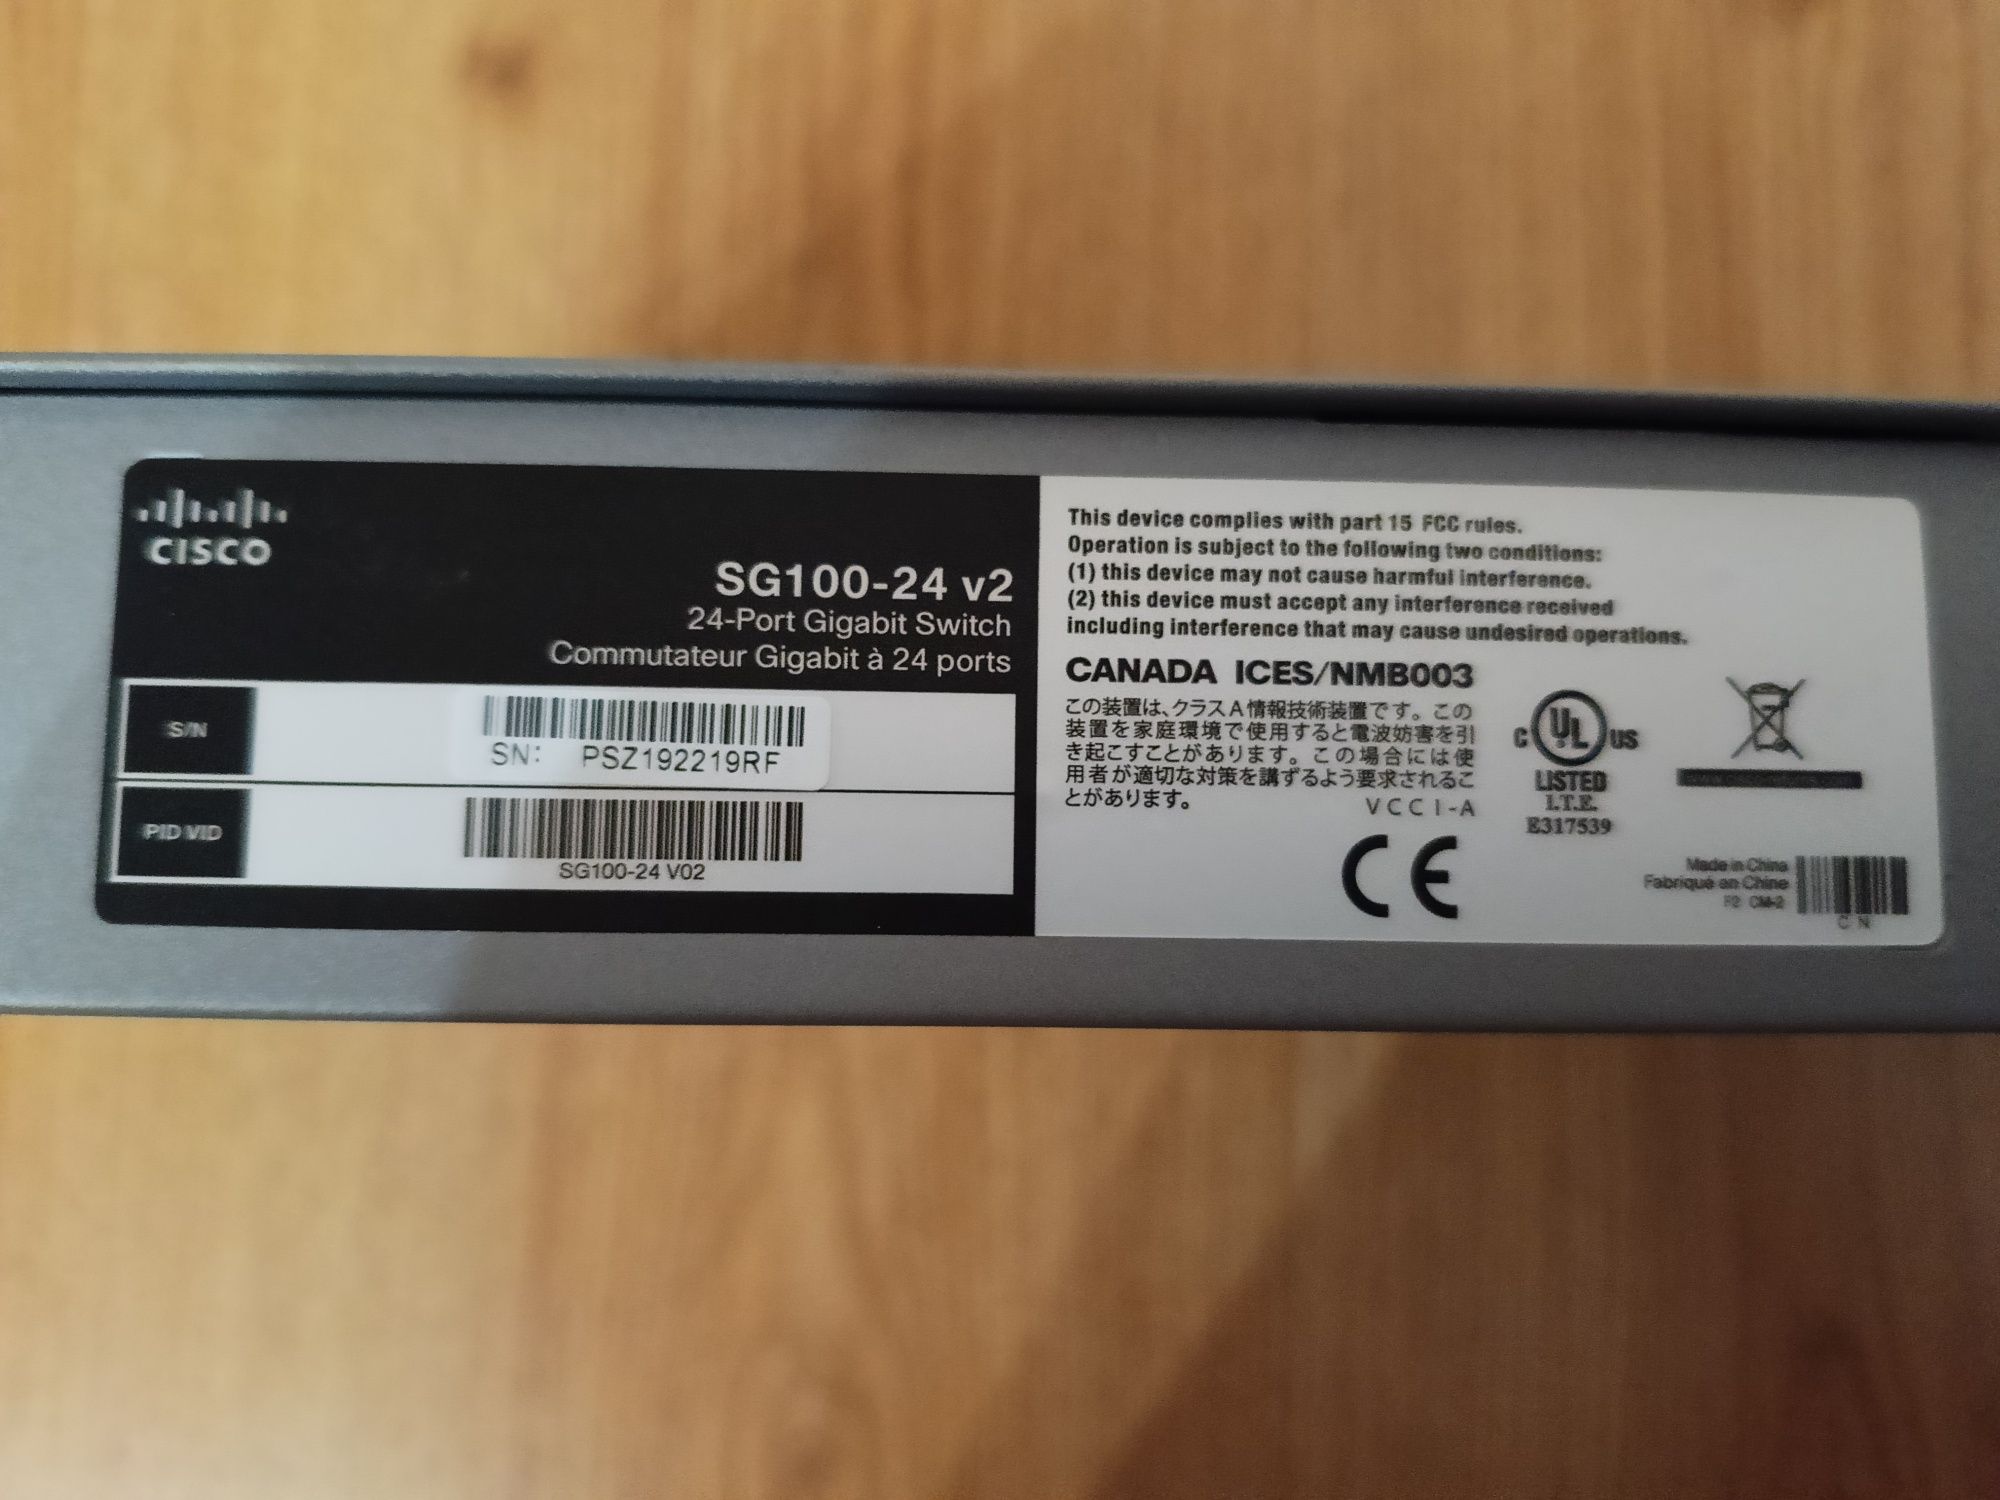 CISCO
SG100-24 v2
24-Port Gigabit Switch
Commutateur Gigabit à 24 ports
S/N
SN: PSZ192219RF
PID VID
SG100-24 V02
This device complies with part 15 FCC rules.
Operation is subject to the following two conditions:
(1) this device may not cause harmful interference.
(2) this device must accept any interference received
including interference that may cause undesired operations.
CANADA ICES/NMB003
この装置は、クラスA情報技術装置です。この
装置を家庭環境で使用すると電波妨害を引
き起こすことがあります。この場合には使
用者が適切な対策を講ずるよう要求されるこ
とがあります。
VCCI-A
C UL US
LISTED
I.T.E.
E317539
CE
Made in China
Fabriqué en Chine
F2 CM-2
C N